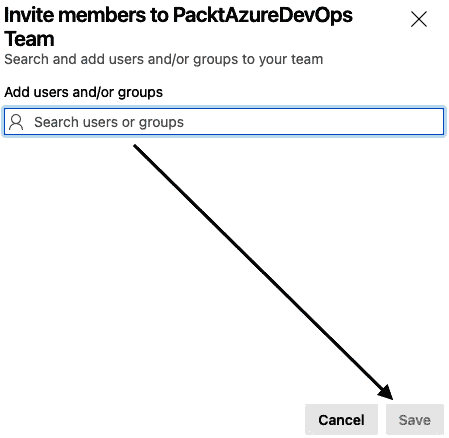 Invite members to PacktAzureDevOps
Team
Search and add users and/or groups to your team
Add users and/or groups
Search users or groups
Cancel
Save